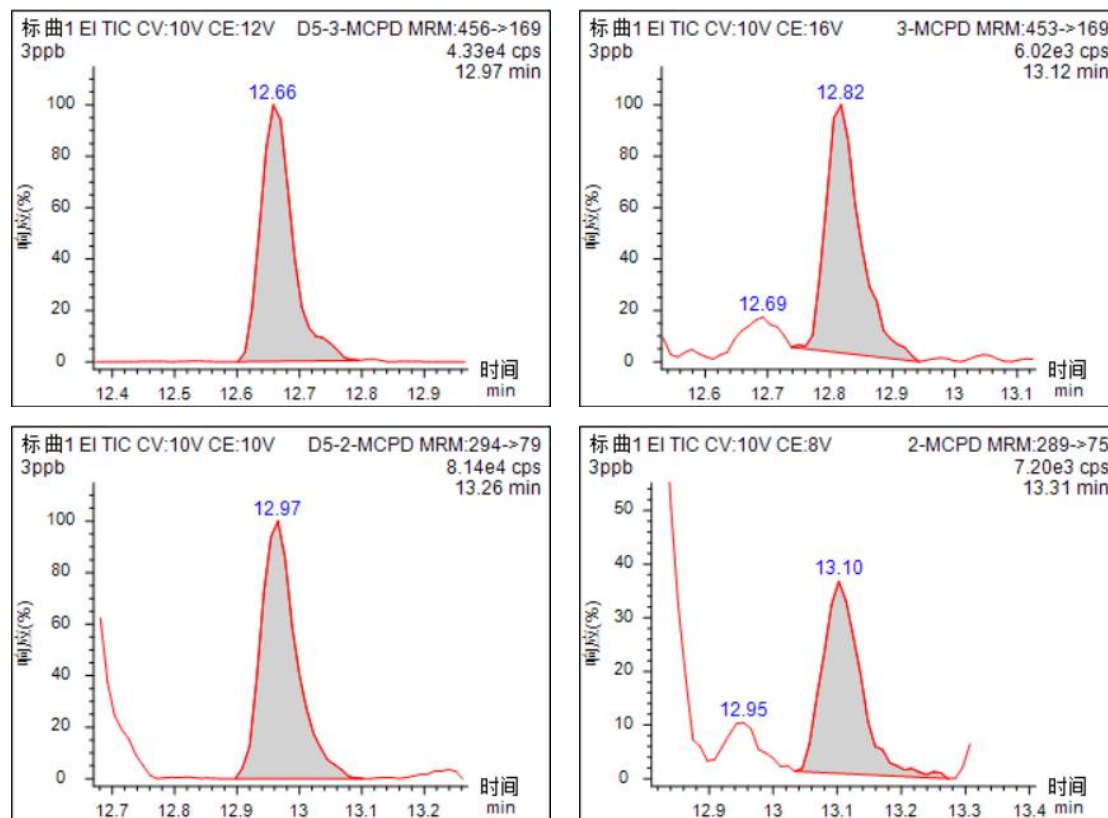 标曲1 EI TIC CV:10V CE:12V D5-3-MCPD MRM:456->169
3ppb 4.33e4 cps
12.97 min
12.66
100
80
60
40
20
0
响应(%)
12.4 12.5 12.6 12.7 12.8 12.9
时间
min
标曲1 EI TIC CV:10V CE:16V 3-MCPD MRM:453->169
3ppb 6.02e3 cps
13.12 min
12.82
12.69
100
80
60
40
20
0
响应(%)
12.6 12.7 12.8 12.9 13 13.1
时间
min
标曲1 EI TIC CV:10V CE:10V D5-2-MCPD MRM:294->79
3ppb 8.14e4 cps
13.26 min
12.97
100
80
60
40
20
0
响应(%)
12.7 12.8 12.9 13 13.1 13.2
时间
min
标曲1 EI TIC CV:10V CE:8V 2-MCPD MRM:289->75
3ppb 7.20e3 cps
13.31 min
13.10
12.95
50
40
30
20
10
0
响应(%)
12.9 13 13.1 13.2 13.3 13.4
时间
min